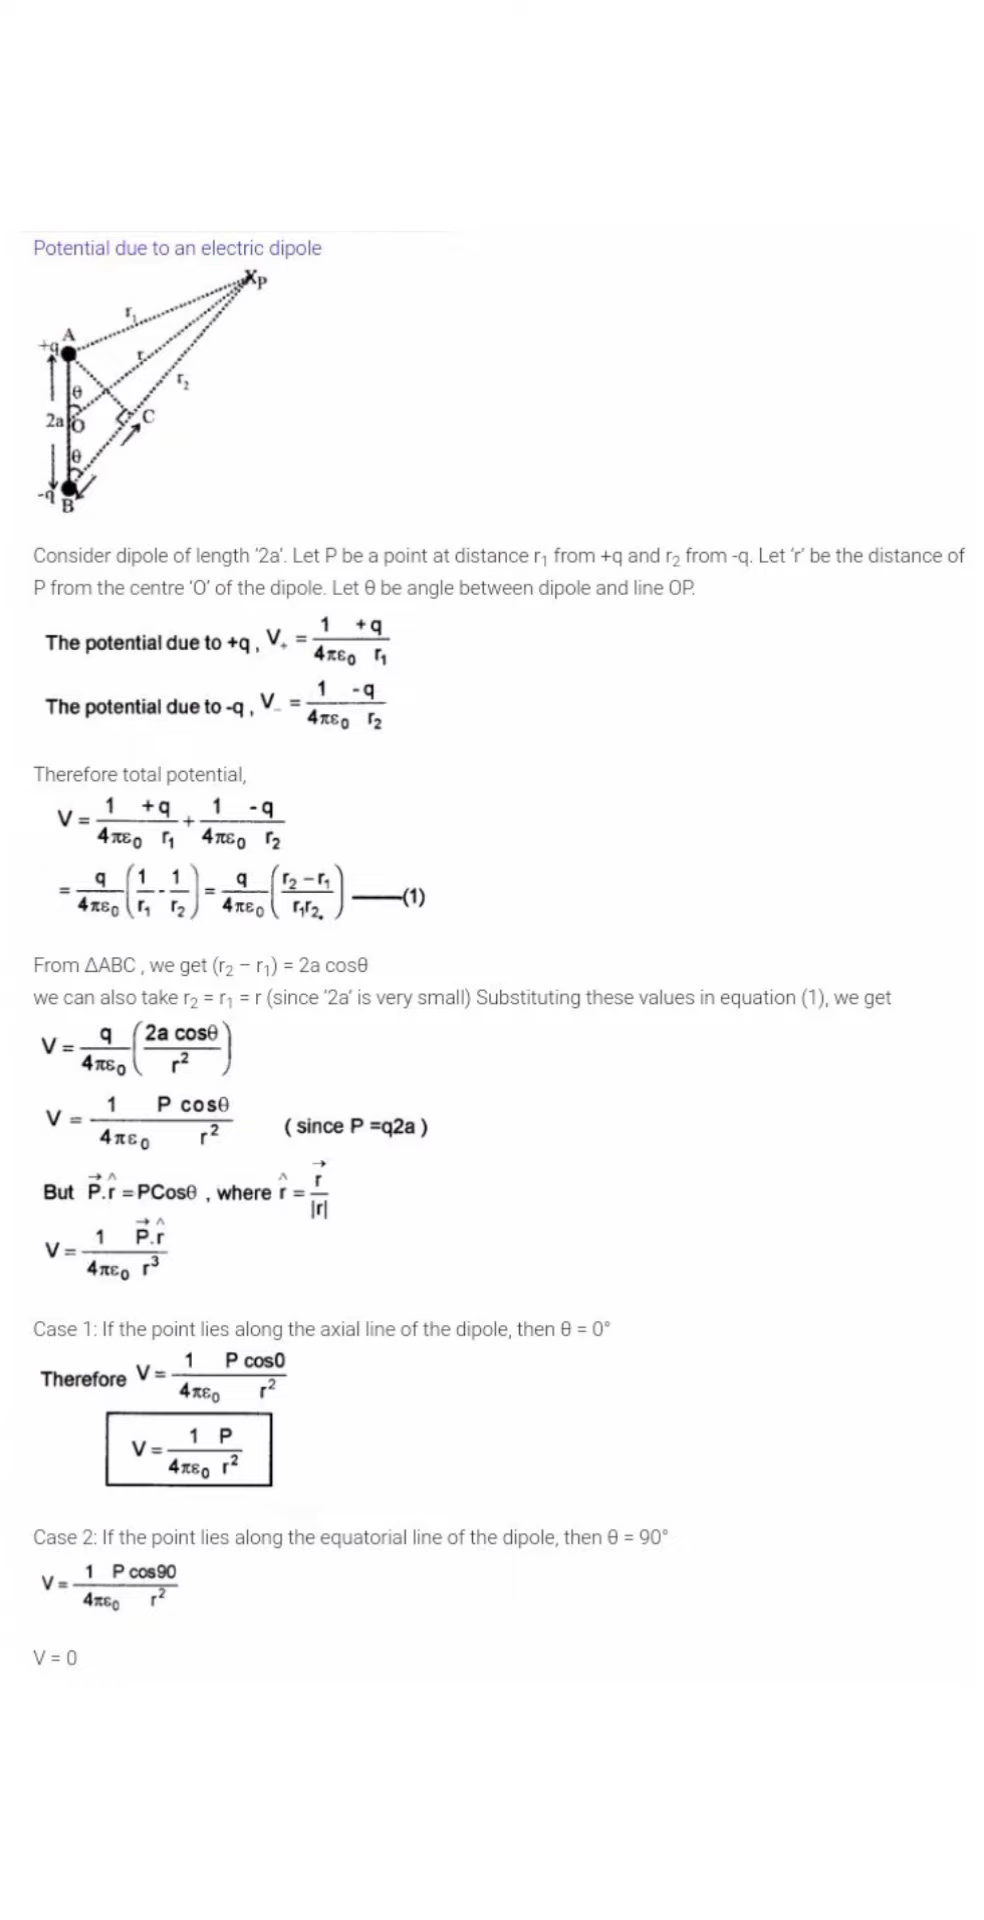 Potential due to an electric dipole
P
r₁
A
+q
r
r₂
θ
2a
O
C
θ
-q
B
Consider dipole of length '2a'. Let P be a point at distance r₁ from +q and r₂ from -q. Let 'r' be the distance of
P from the centre 'O' of the dipole. Let θ be angle between dipole and line OP.
The potential due to +q , V₊ = 1/4πε₀ +q/r₁
The potential due to -q , V₋ = 1/4πε₀ -q/r₂
Therefore total potential,
V = 1/4πε₀ +q/r₁ + 1/4πε₀ -q/r₂
= q/4πε₀ (1/r₁ - 1/r₂) = q/4πε₀ (r₂ – r₁/r₁r₂) ——(1)
From ΔABC , we get (r₂ – r₁) = 2a cosθ
we can also take r₂ = r₁ = r (since '2a' is very small) Substituting these values in equation (1), we get
V = q/4πε₀ (2a cosθ/r²)
V = 1/4πε₀ P cosθ/r² ( since P =q2a )
But P⃗.r̂ = PCosθ , where r̂ = r⃗/|r|
V = 1/4πε₀ P⃗.r̂/r³
Case 1: If the point lies along the axial line of the dipole, then θ = 0°
Therefore V = 1/4πε₀ P cos0/r²
V = 1/4πε₀ P/r²
Case 2: If the point lies along the equatorial line of the dipole, then θ = 90°
V = 1/4πε₀ P cos90/r²
V = 0